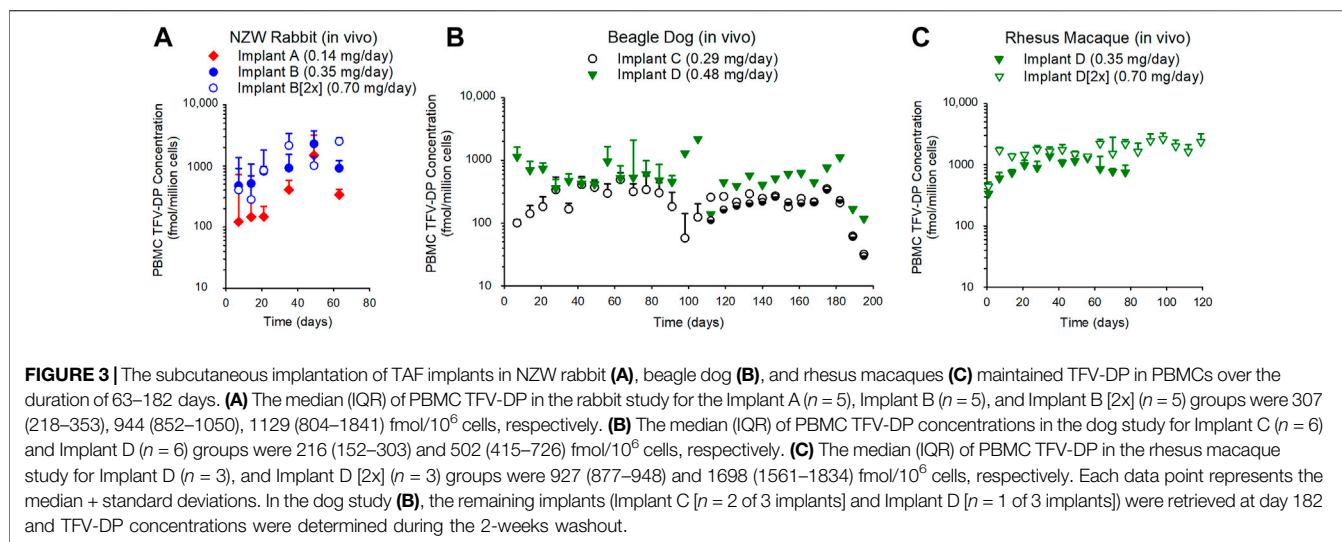 A
NZW Rabbit (in vivo)
Implant A (0.14 mg/day)
Implant B (0.35 mg/day)
Implant B[2x] (0.70 mg/day)
PBMC TFV-DP Concentration
(fmol/million cells)
10,000
1000
100
10
0 20 40 60 80
Time (days)
B
Beagle Dog (in vivo)
Implant C (0.29 mg/day)
Implant D (0.48 mg/day)
PBMC TFV-DP Concentration
(fmol/million cells)
10,000
1000
100
10
0 20 40 60 80 100 120 140 160 180 200
Time (days)
C
Rhesus Macaque (in vivo)
Implant D (0.35 mg/day)
Implant D[2x] (0.70 mg/day)
PBMC TFV-DP Concentration
(fmol/million cells)
10,000
1000
100
10
0 20 40 60 80 100 120
Time (days)
FIGURE 3 | The subcutaneous implantation of TAF implants in NZW rabbit (A), beagle dog (B), and rhesus macaques (C) maintained TFV-DP in PBMCs over the
duration of 63–182 days. (A) The median (IQR) of PBMC TFV-DP in the rabbit study for the Implant A (n = 5), Implant B (n = 5), and Implant B [2x] (n = 5) groups were 307
(218–353), 944 (852–1050), 1129 (804–1841) fmol/10⁶ cells, respectively. (B) The median (IQR) of PBMC TFV-DP concentrations in the dog study for Implant C (n = 6)
and Implant D (n = 6) groups were 216 (152–303) and 502 (415–726) fmol/10⁶ cells, respectively. (C) The median (IQR) of PBMC TFV-DP in the rhesus macaque
study for Implant D (n = 3), and Implant D [2x] (n = 3) groups were 927 (877–948) and 1698 (1561–1834) fmol/10⁶ cells, respectively. Each data point represents the
median + standard deviations. In the dog study (B), the remaining implants (Implant C [n = 2 of 3 implants] and Implant D [n = 1 of 3 implants]) were retrieved at day 182
and TFV-DP concentrations were determined during the 2-weeks washout.